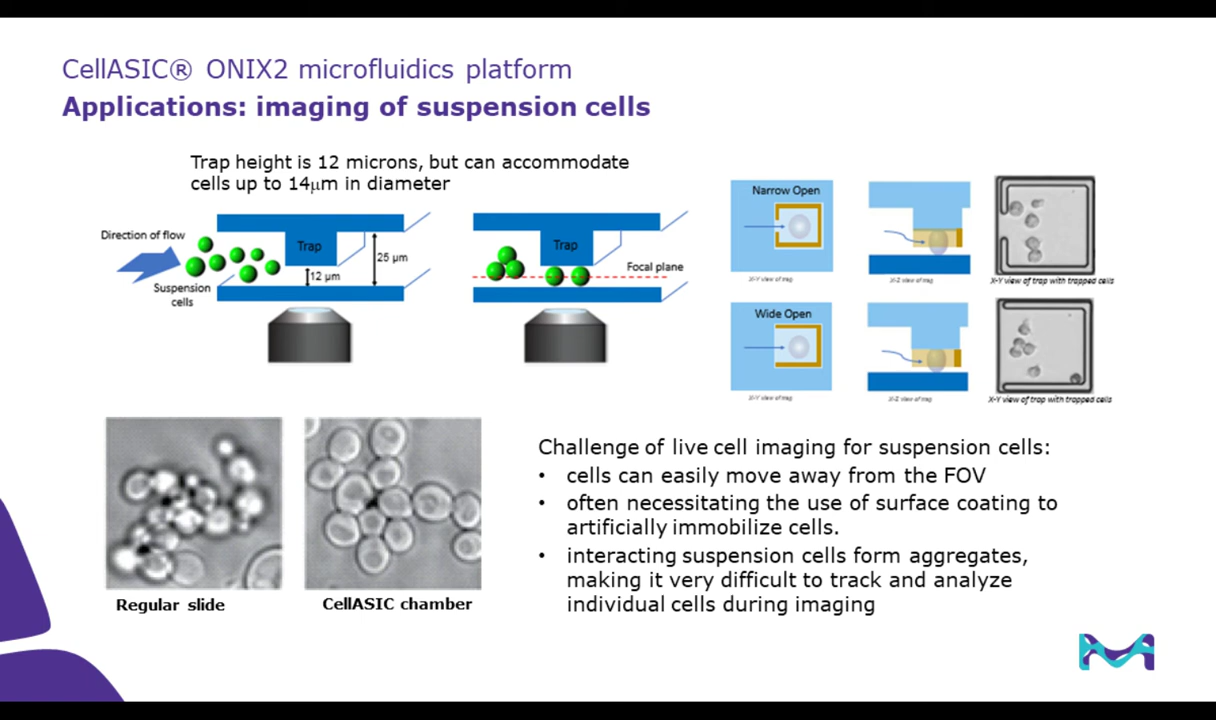 CellASIC® ONIX2 microfluidics platform
Applications: imaging of suspension cells
Trap height is 12 microns, but can accommodate
cells up to 14μm in diameter
Direction of flow
Suspension
cells
Trap
12 μm
25 μm
Trap
Focal plane
Narrow Open
X-Y view of trap
X-Z view of trap
X-Y view of trap with trapped cells
Wide Open
X-Y view of trap
X-Z view of trap
X-Y view of trap with trapped cells
Regular slide
CellASIC chamber
Challenge of live cell imaging for suspension cells:
• cells can easily move away from the FOV
• often necessitating the use of surface coating to
artificially immobilize cells.
• interacting suspension cells form aggregates,
making it very difficult to track and analyze
individual cells during imaging